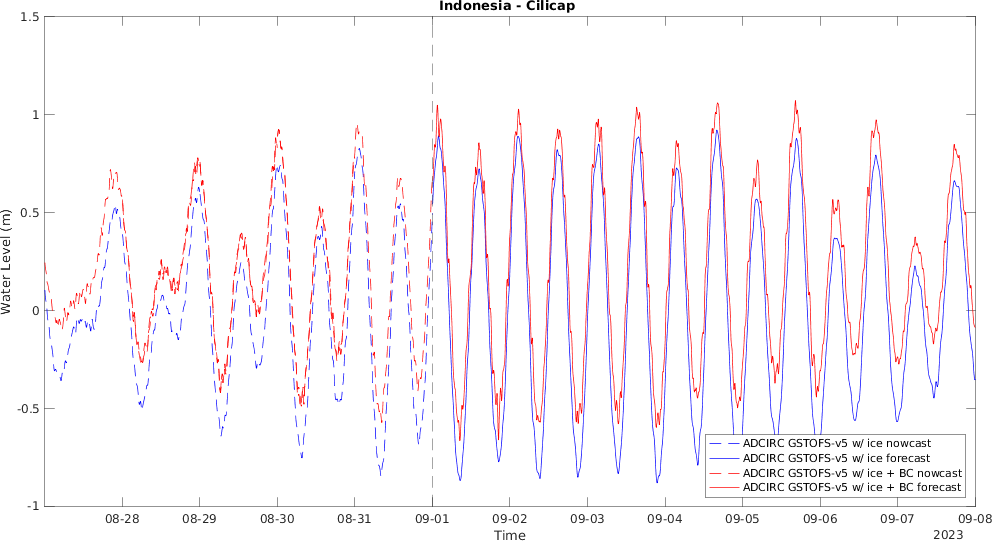 Indonesia - Cilicap
1.5
1
0.5
0
-0.5
-1
Water Level (m)
08-28
08-29
08-30
08-31
09-01
09-02
09-03
09-04
09-05
09-06
09-07
09-08
Time
2023
ADCIRC GSTOFS-v5 w/ ice nowcast
ADCIRC GSTOFS-v5 w/ ice forecast
ADCIRC GSTOFS-v5 w/ ice + BC nowcast
ADCIRC GSTOFS-v5 w/ ice + BC forecast